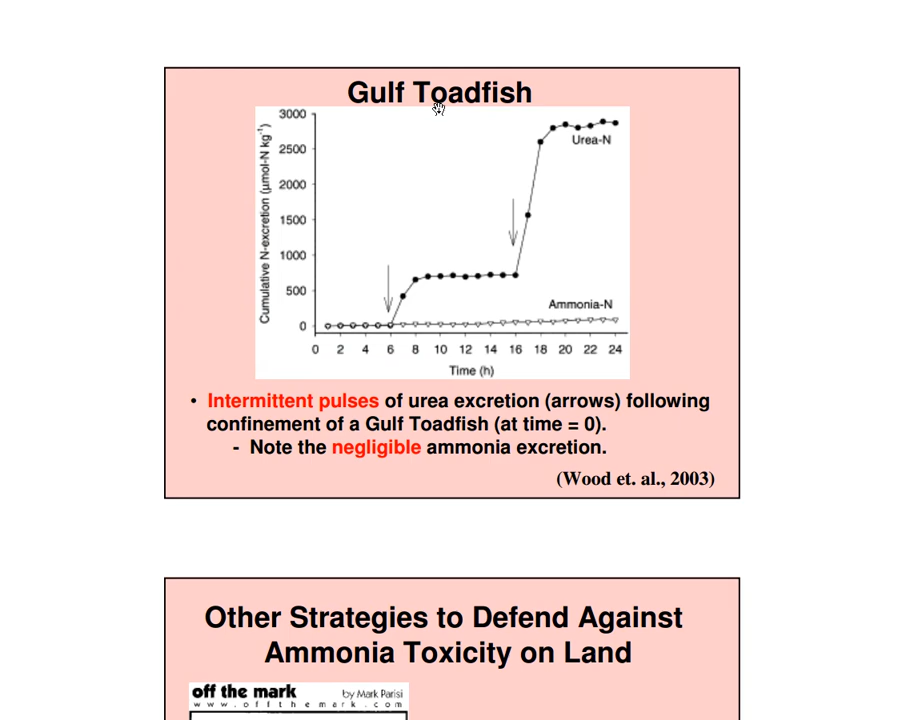 Gulf Toadfish
3000
2500
2000
1500
1000
500
0
Cumulative N-excretion (µmol-N kg⁻¹)
Urea-N
Ammonia-N
0 2 4 6 8 10 12 14 16 18 20 22 24
Time (h)
• Intermittent pulses of urea excretion (arrows) following
confinement of a Gulf Toadfish (at time = 0).
- Note the negligible ammonia excretion.
(Wood et. al., 2003)
Other Strategies to Defend Against
Ammonia Toxicity on Land
off the mark by Mark Parisi
www.offthemark.com